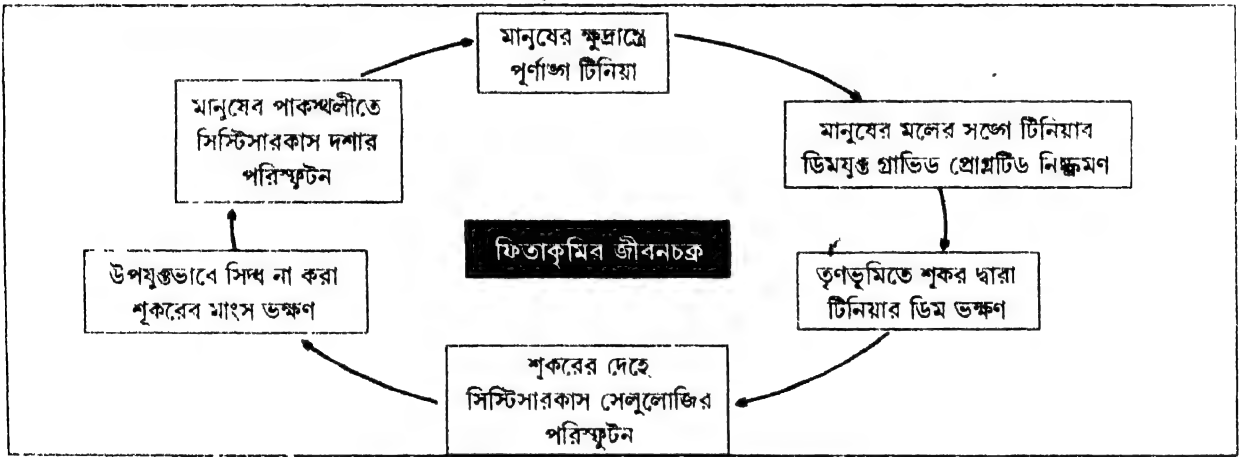 মানুষের ক্ষুদ্রান্ত্রে
পূর্ণাঙ্গ টিনিয়া
মানুষের মলের সঙ্গে টিনিয়াব
ডিমযুক্ত গ্রাভিড প্রোগ্লটিড নিষ্ক্রমণ
তৃণভূমিতে শূকর দ্বারা
টিনিয়ার ডিম ভক্ষণ
শূকরের দেহে
সিস্টিসারকাস সেলুলোজির
পরিস্ফুটন
উপযুক্তভাবে সিদ্ধ না করা
শূকরেব মাংস ভক্ষণ
মানুষেব পাকস্থলীতে
সিস্টিসারকাস দশার
পরিস্ফুটন
ফিতাকৃমির জীবনচক্র